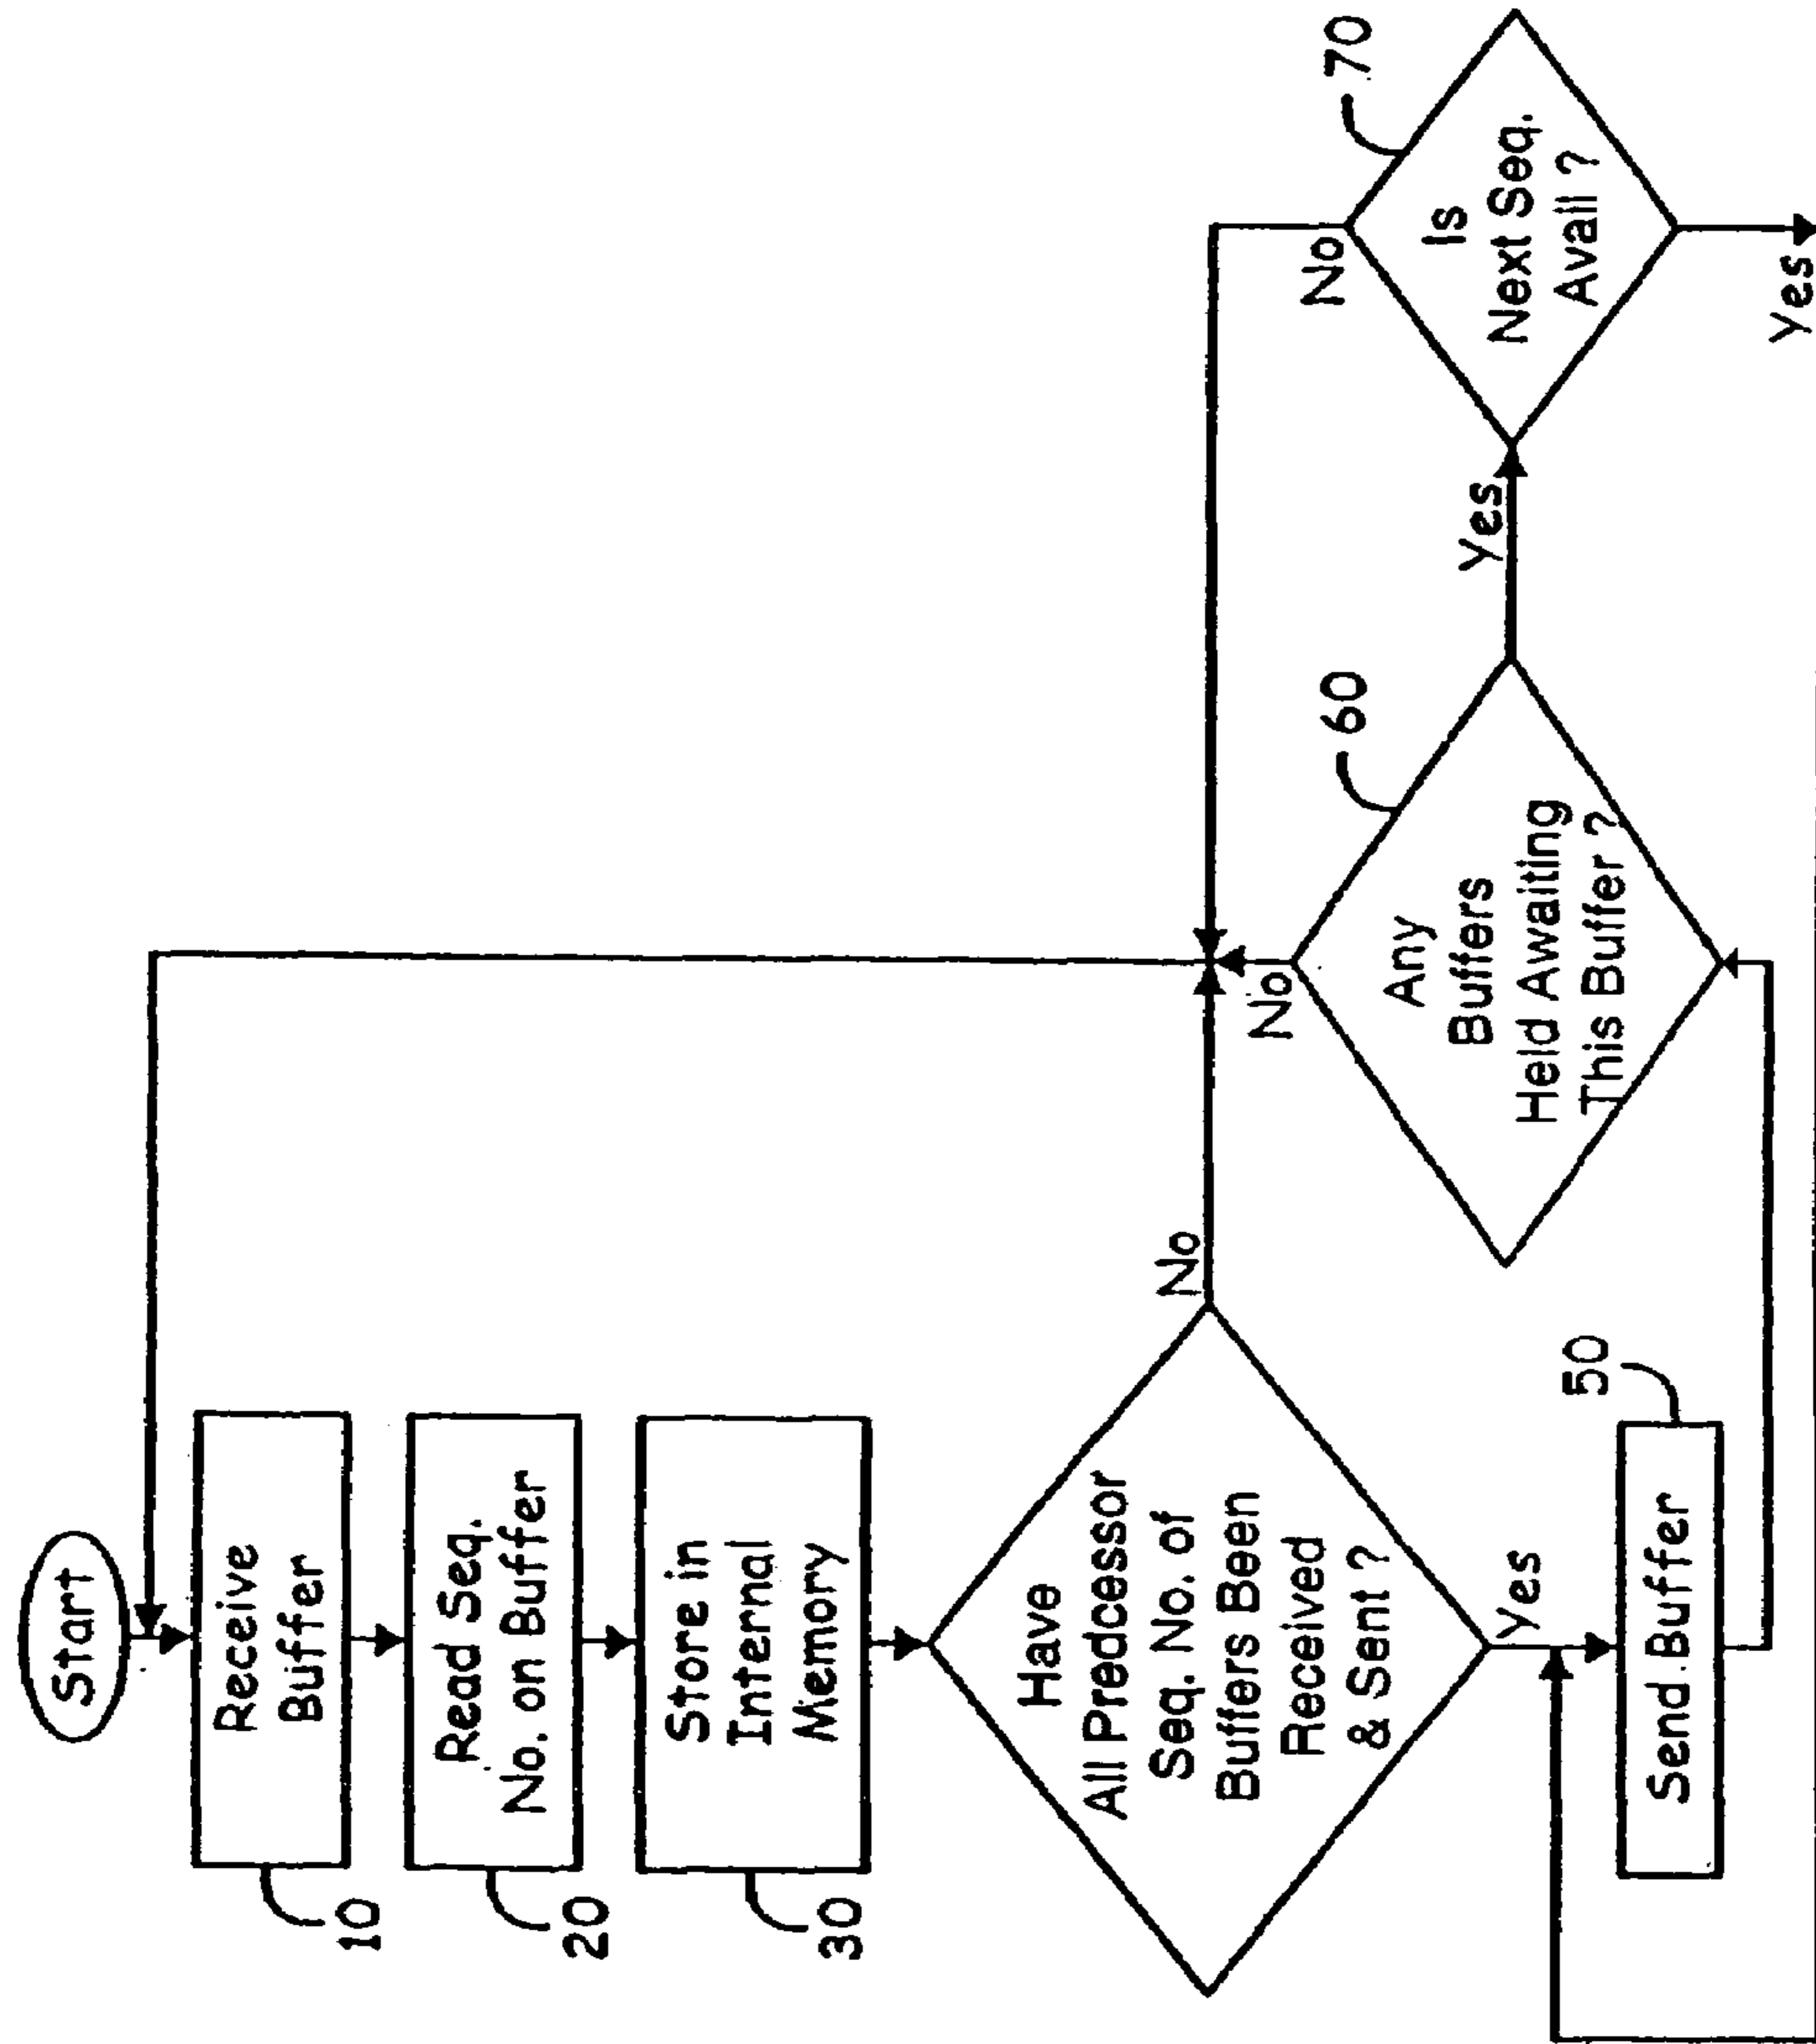 Start
Receive
Buffer
10
Read Seq.
No. on Buffer
20
Store in
Internal
Memory
30
Have
All Predcessor
Seq. No. of
Buffers Been
Received
& Sent ?
No
Yes
Send Buffer
50
Any
Buffers
Held Awaiting
This Buffer ?
60
No
Yes
Is
Next Seq.
Avail ?
70
No
Yes